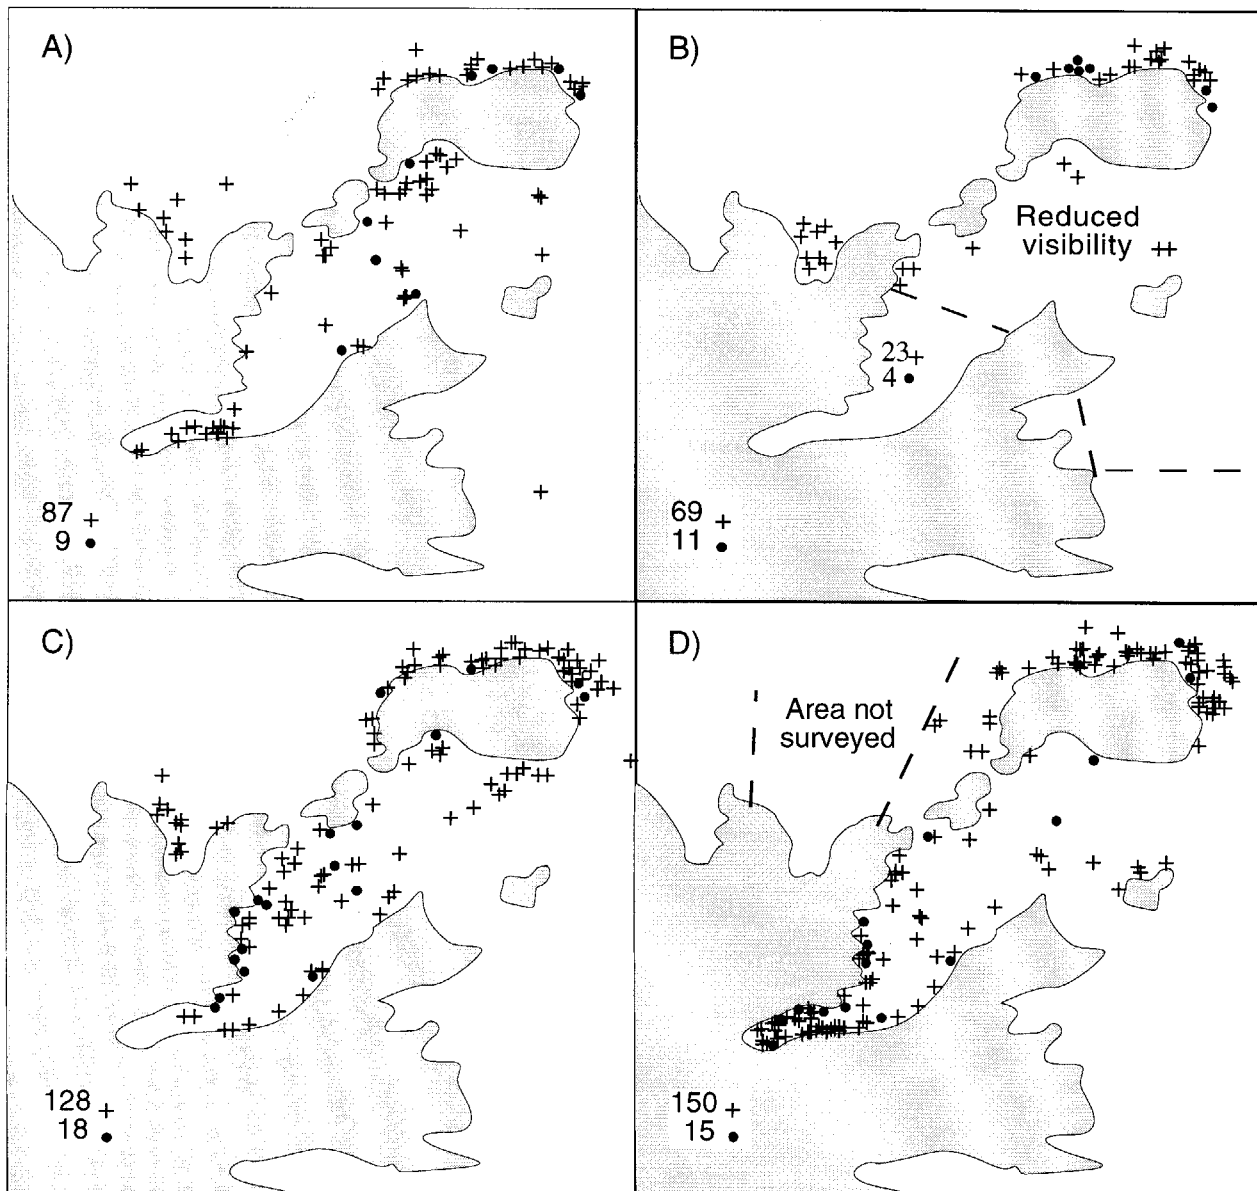 A)
87
9
B)
Reduced
visibility
23
4
69
11
C)
128
18
D)
Area not
surveyed
150
15